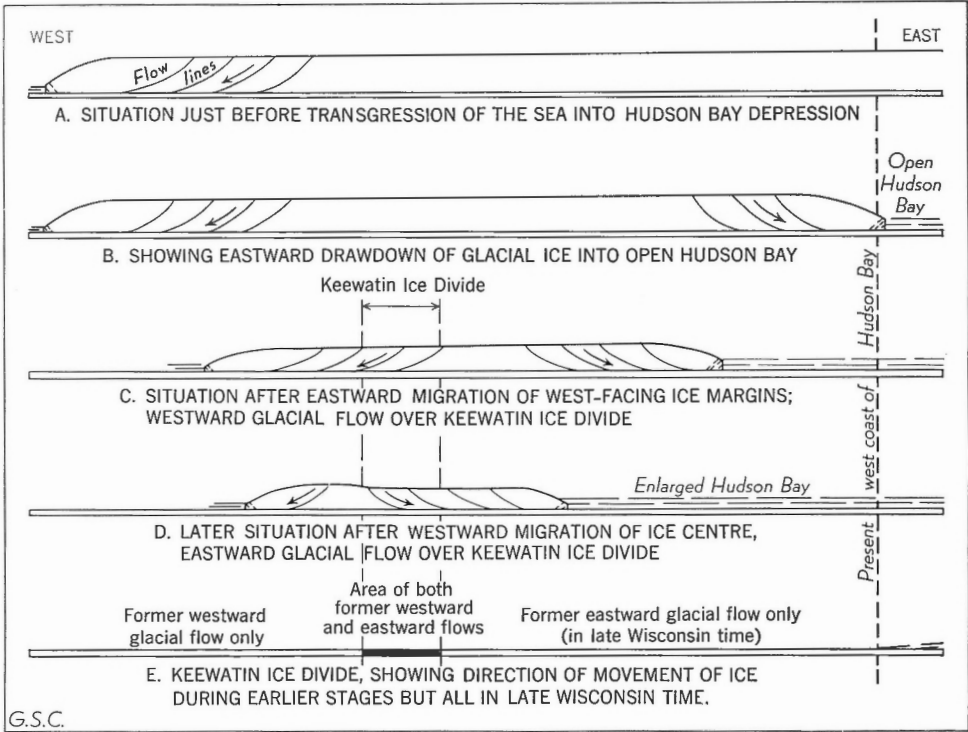 WEST
EAST
Flow lines
A. SITUATION JUST BEFORE TRANSGRESSION OF THE SEA INTO HUDSON BAY DEPRESSION
Open
Hudson
Bay
B. SHOWING EASTWARD DRAWDOWN OF GLACIAL ICE INTO OPEN HUDSON BAY
Keewatin Ice Divide
C. SITUATION AFTER EASTWARD MIGRATION OF WEST-FACING ICE MARGINS;
WESTWARD GLACIAL FLOW OVER KEEWATIN ICE DIVIDE
Enlarged Hudson Bay
D. LATER SITUATION AFTER WESTWARD MIGRATION OF ICE CENTRE,
EASTWARD GLACIAL FLOW OVER KEEWATIN ICE DIVIDE
Present west coast of Hudson Bay
Former westward
glacial flow only
Area of both
former westward
and eastward flows
Former eastward glacial flow only
(in late Wisconsin time)
E. KEEWATIN ICE DIVIDE, SHOWING DIRECTION OF MOVEMENT OF ICE
DURING EARLIER STAGES BUT ALL IN LATE WISCONSIN TIME.
G.S.C.